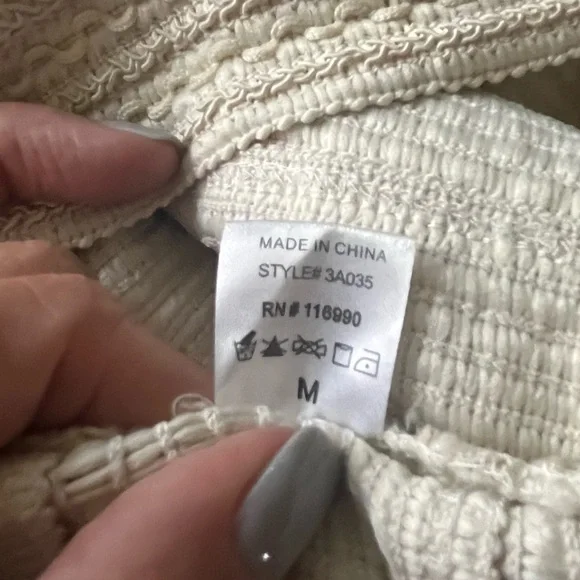 MADE IN CHINA
STYLE# 3A035
RN# 116990
M